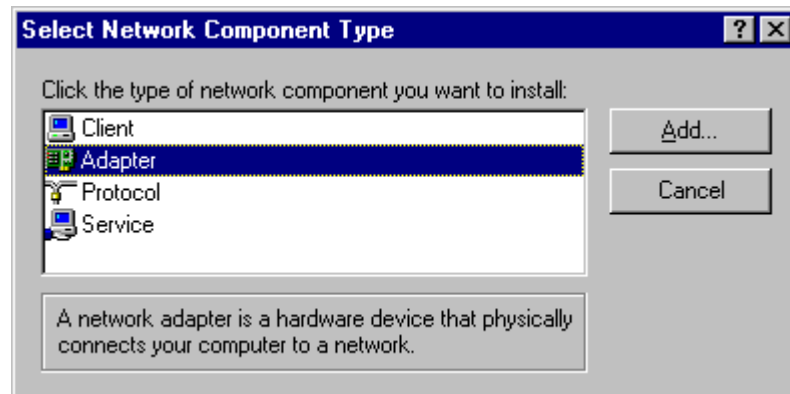 Select Network Component Type
Click the type of network component you want to install:
Client
Adapter
Protocol
Service
Add...
Cancel
A network adapter is a hardware device that physically
connects your computer to a network.